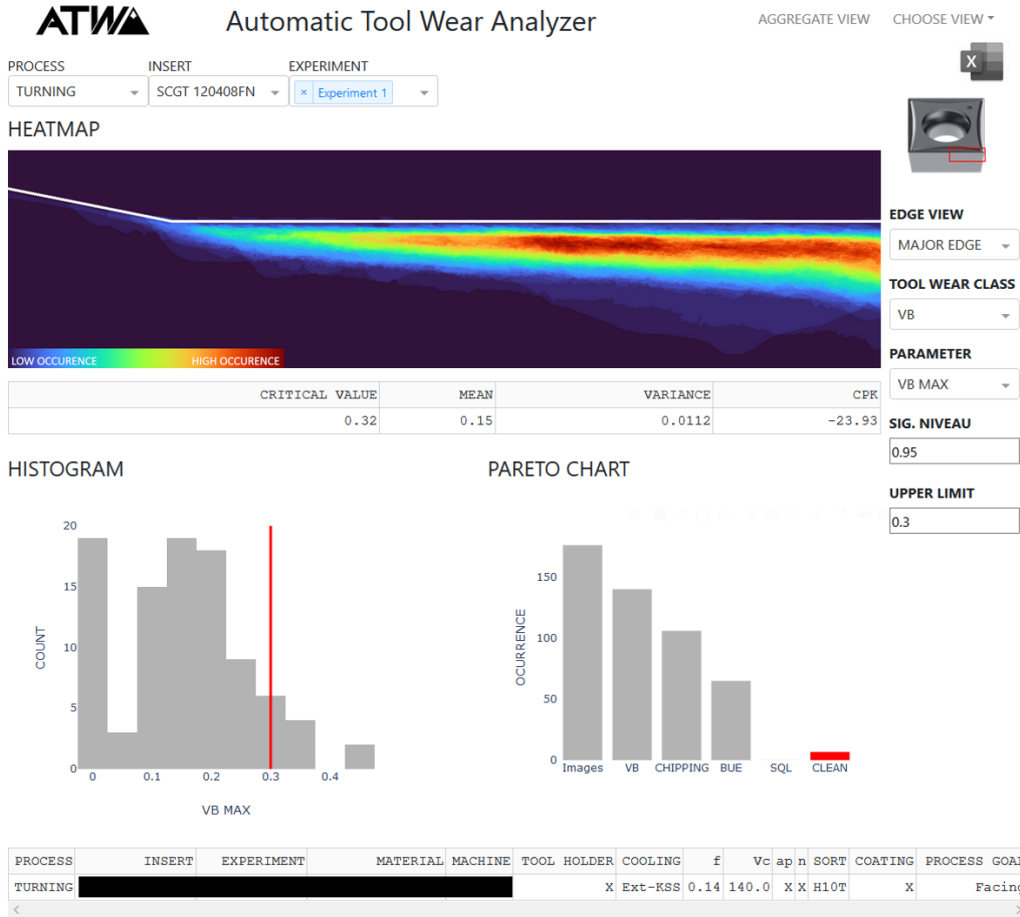 ATWA Automatic Tool Wear Analyzer AGGREGATE VIEW CHOOSE VIEW
PROCESS INSERT EXPERIMENT
TURNING SCGT 120408FN × Experiment 1
X
HEATMAP
LOW OCCURENCE HIGH OCCURENCE
EDGE VIEW
MAJOR EDGE
TOOL WEAR CLASS
VB
PARAMETER
VB MAX
SIG. NIVEAU
0.95
UPPER LIMIT
0.3
CRITICAL VALUE MEAN VARIANCE CPK
0.32 0.15 0.0112 -23.93
HISTOGRAM
20
15
10
5
0
COUNT
0 0.1 0.2 0.3 0.4
VB MAX
PARETO CHART
150
100
50
0
OCURRENCE
Images VB CHIPPING BUE SQL CLEAN
PROCESS INSERT EXPERIMENT MATERIAL MACHINE TOOL HOLDER COOLING f Vc ap n SORT COATING PROCESS GOAL
TURNING X Ext-KSS 0.14 140.0 X X H10T X Facing